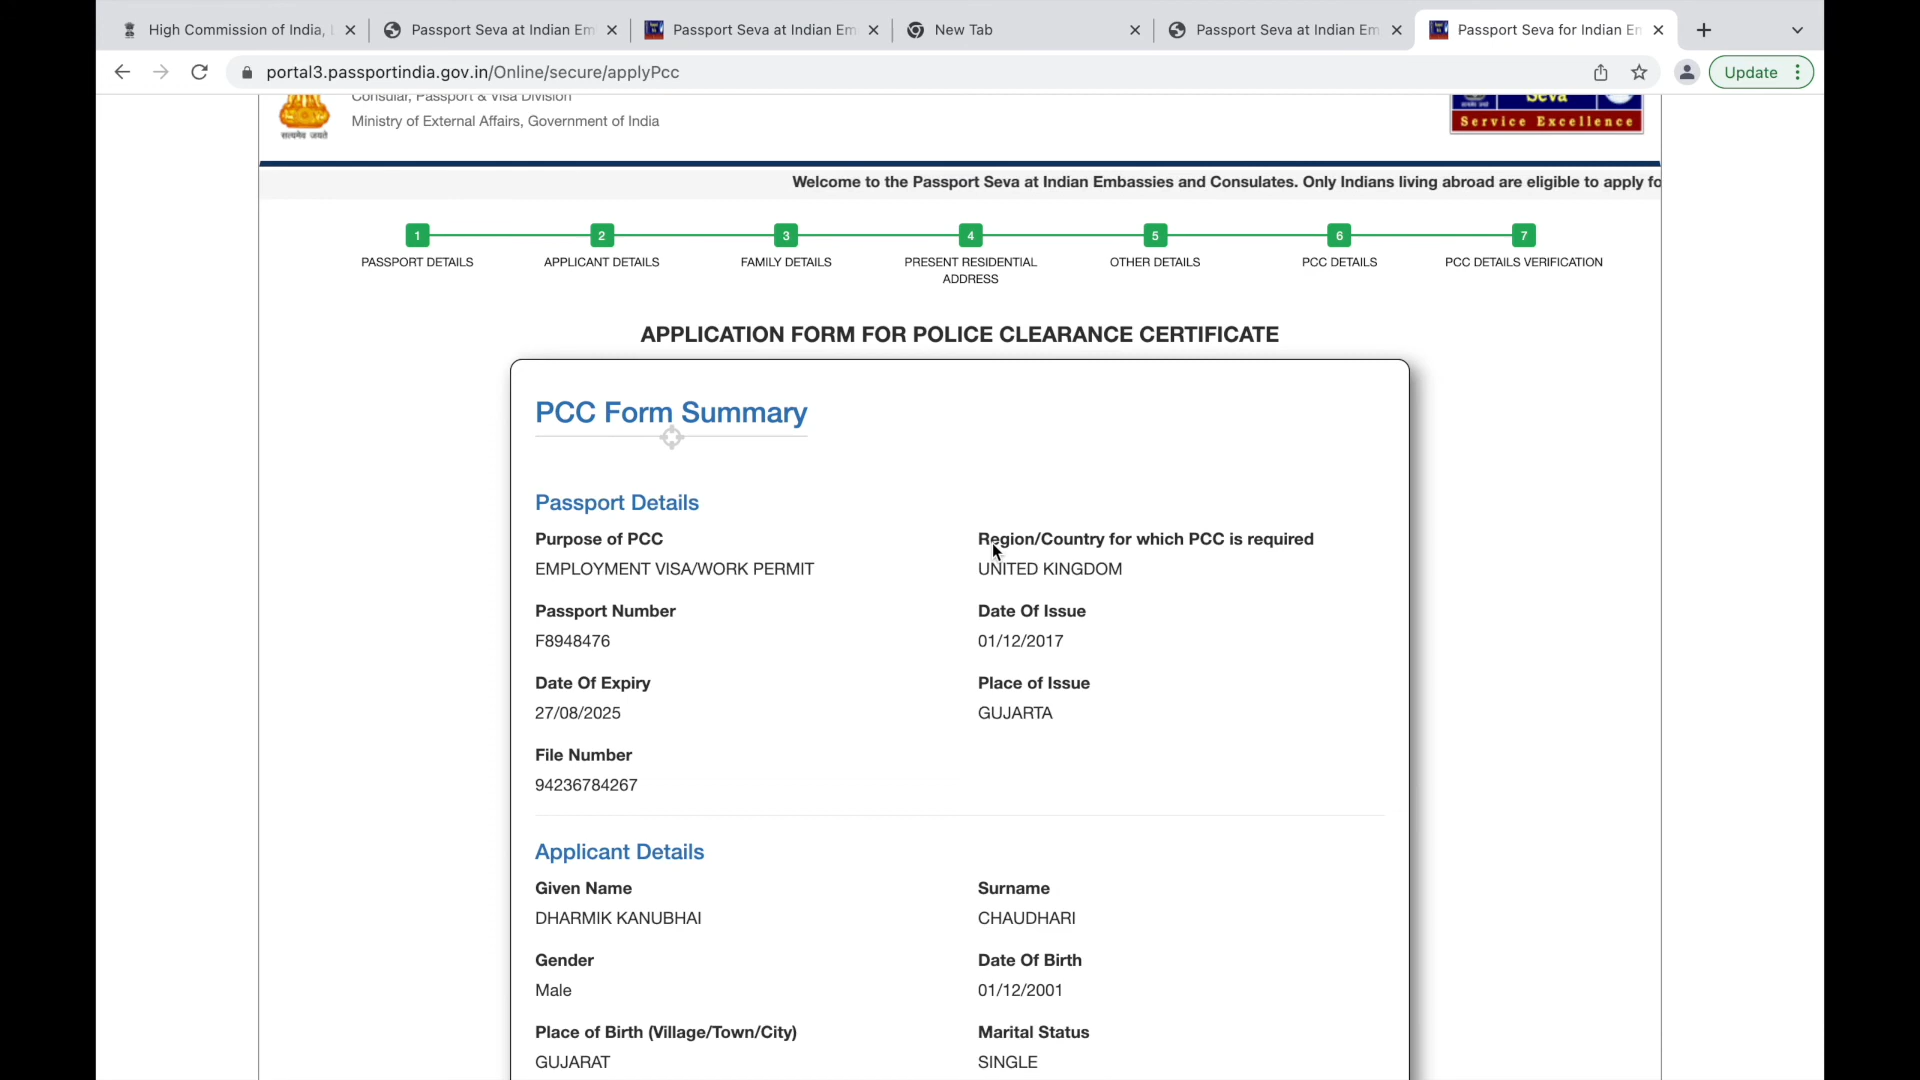 High Commission of India,
Passport Seva at Indian Em
Passport Seva at Indian Em
New Tab
Passport Seva at Indian Em
Passport Seva for Indian En
portal3.passportindia.gov.in/Online/secure/applyPcc
Update
Consular, Passport & Visa Division
Ministry of External Affairs, Government of India
सत्यमेव जयते
Seva
Service Excellence
Welcome to the Passport Seva at Indian Embassies and Consulates. Only Indians living abroad are eligible to apply fo
1 2 3 4 5 6 7
PASSPORT DETAILS
APPLICANT DETAILS
FAMILY DETAILS
PRESENT RESIDENTIAL
ADDRESS
OTHER DETAILS
PCC DETAILS
PCC DETAILS VERIFICATION
APPLICATION FORM FOR POLICE CLEARANCE CERTIFICATE
PCC Form Summary
Passport Details
Purpose of PCC
EMPLOYMENT VISA/WORK PERMIT
Region/Country for which PCC is required
UNITED KINGDOM
Passport Number
F8948476
Date Of Issue
01/12/2017
Date Of Expiry
27/08/2025
Place of Issue
GUJARTA
File Number
94236784267
Applicant Details
Given Name
DHARMIK KANUBHAI
Surname
CHAUDHARI
Gender
Male
Date Of Birth
01/12/2001
Place of Birth (Village/Town/City)
GUJARAT
Marital Status
SINGLE